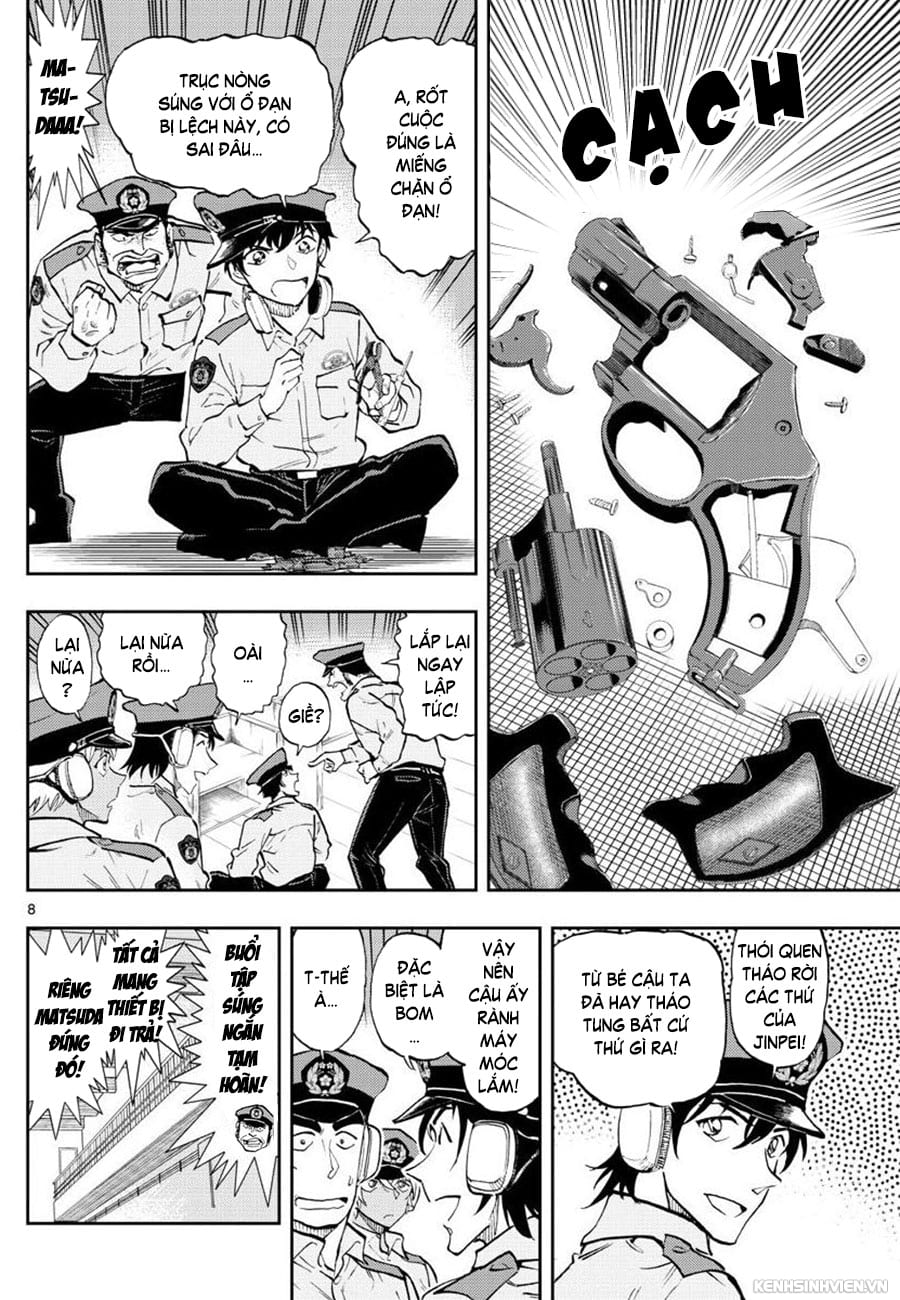 CẠCH
A, RỐT
CUỘC
ĐÚNG LÀ
MIẾNG
CHẶN Ổ
ĐẠN!
TRỤC NÒNG
SÚNG VỚI Ổ ĐẠN
BỊ LỆCH NÀY, CÓ
SAI ĐÂU...
MA-
TSU-
DAAA!
LẮP LẠI
NGAY
LẬP
TỨC!
GIỀ?
OÀI
...
LẠI NỮA
RỒI...
LẠI
NỮA
?
THÓI QUEN
THÁO RỜI
CÁC THỨ
CỦA
JINPEI!
TỪ BÉ CẬU TA
ĐÃ HAY THÁO
TUNG BẤT CỨ
THỨ GÌ RA!
VẬY
NÊN
CẬU ẤY
RÀNH
MÁY
MÓC
LẮM!
ĐẶC
BIỆT LÀ
BOM
...
T-THẾ
À...
BUỔI
TẬP
SÚNG
NGẮN
TẠM
HOÃN!
TẤT CẢ
MANG
THIẾT BỊ
ĐI TRẢ!
RIÊNG
MATSUDA
ĐỨNG
ĐÓ!
8
KENHSINHVIEN.VN